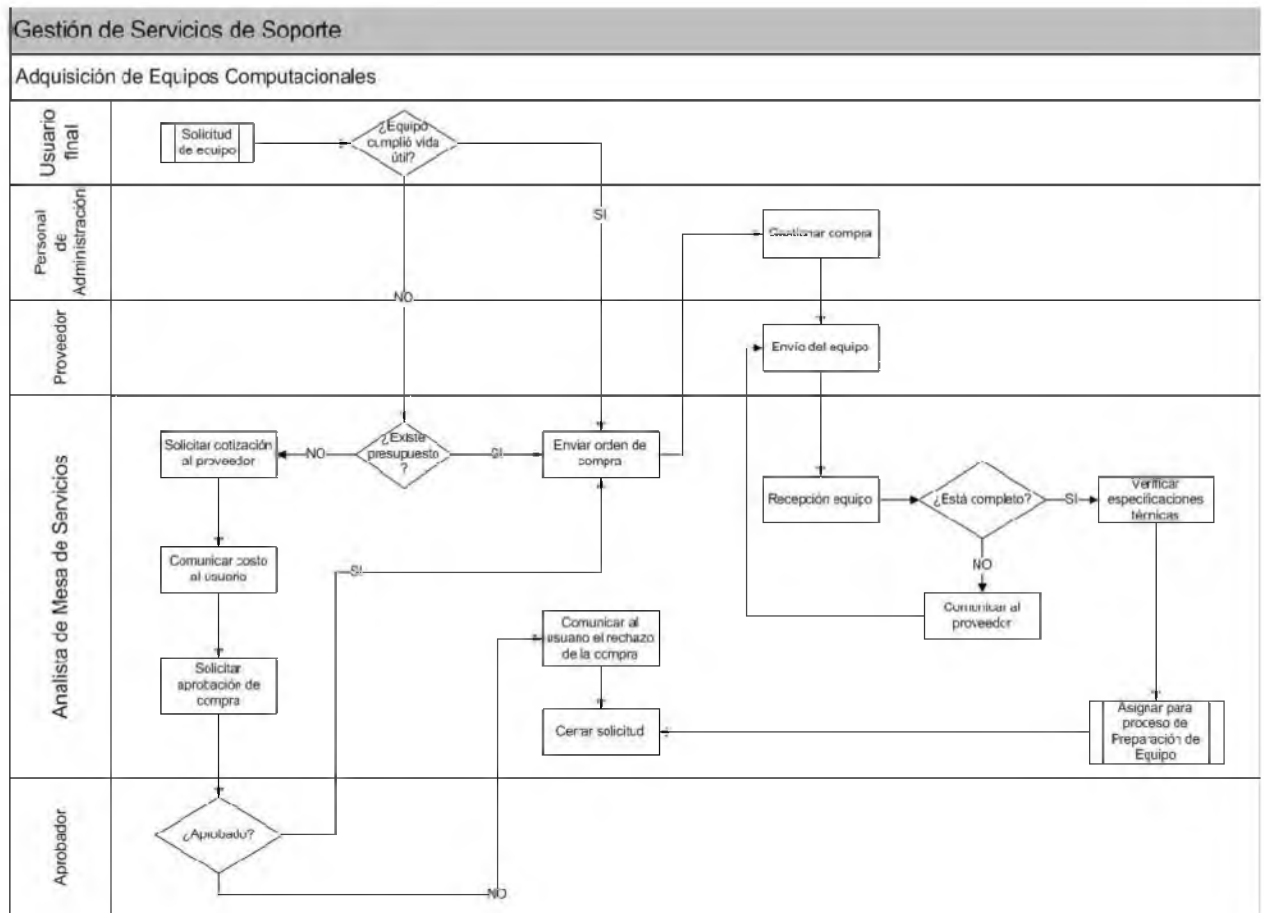 Gestión de Servicios de Soporte
Adquisición de Equipos Computacionales
Usuario
final
Solicitud
de equipo
¿Equipo
cumplió vida
útil?
SI
Personal
de
Administración
Gestionar compra
NO
Proveedor
Envío del equipo
Analista de Mesa de Servicios
Solicitar cotización
al proveedor
NO
¿Existe
presupuesto
?
SI
Enviar orden de
compra
Recepción equipo
¿Está completo?
SI
Verificar
especificaciones
técnicas
Comunicar costo
al usuario
SI
NO
Comunicar al
proveedor
Comunicar al
usuario el rechazo
de la compra
Solicitar
aprobación de
compra
Cerrar solicitud
Asignar para
proceso de
Preparación de
Equipo
Aprobador
¿Aprobado?
NO